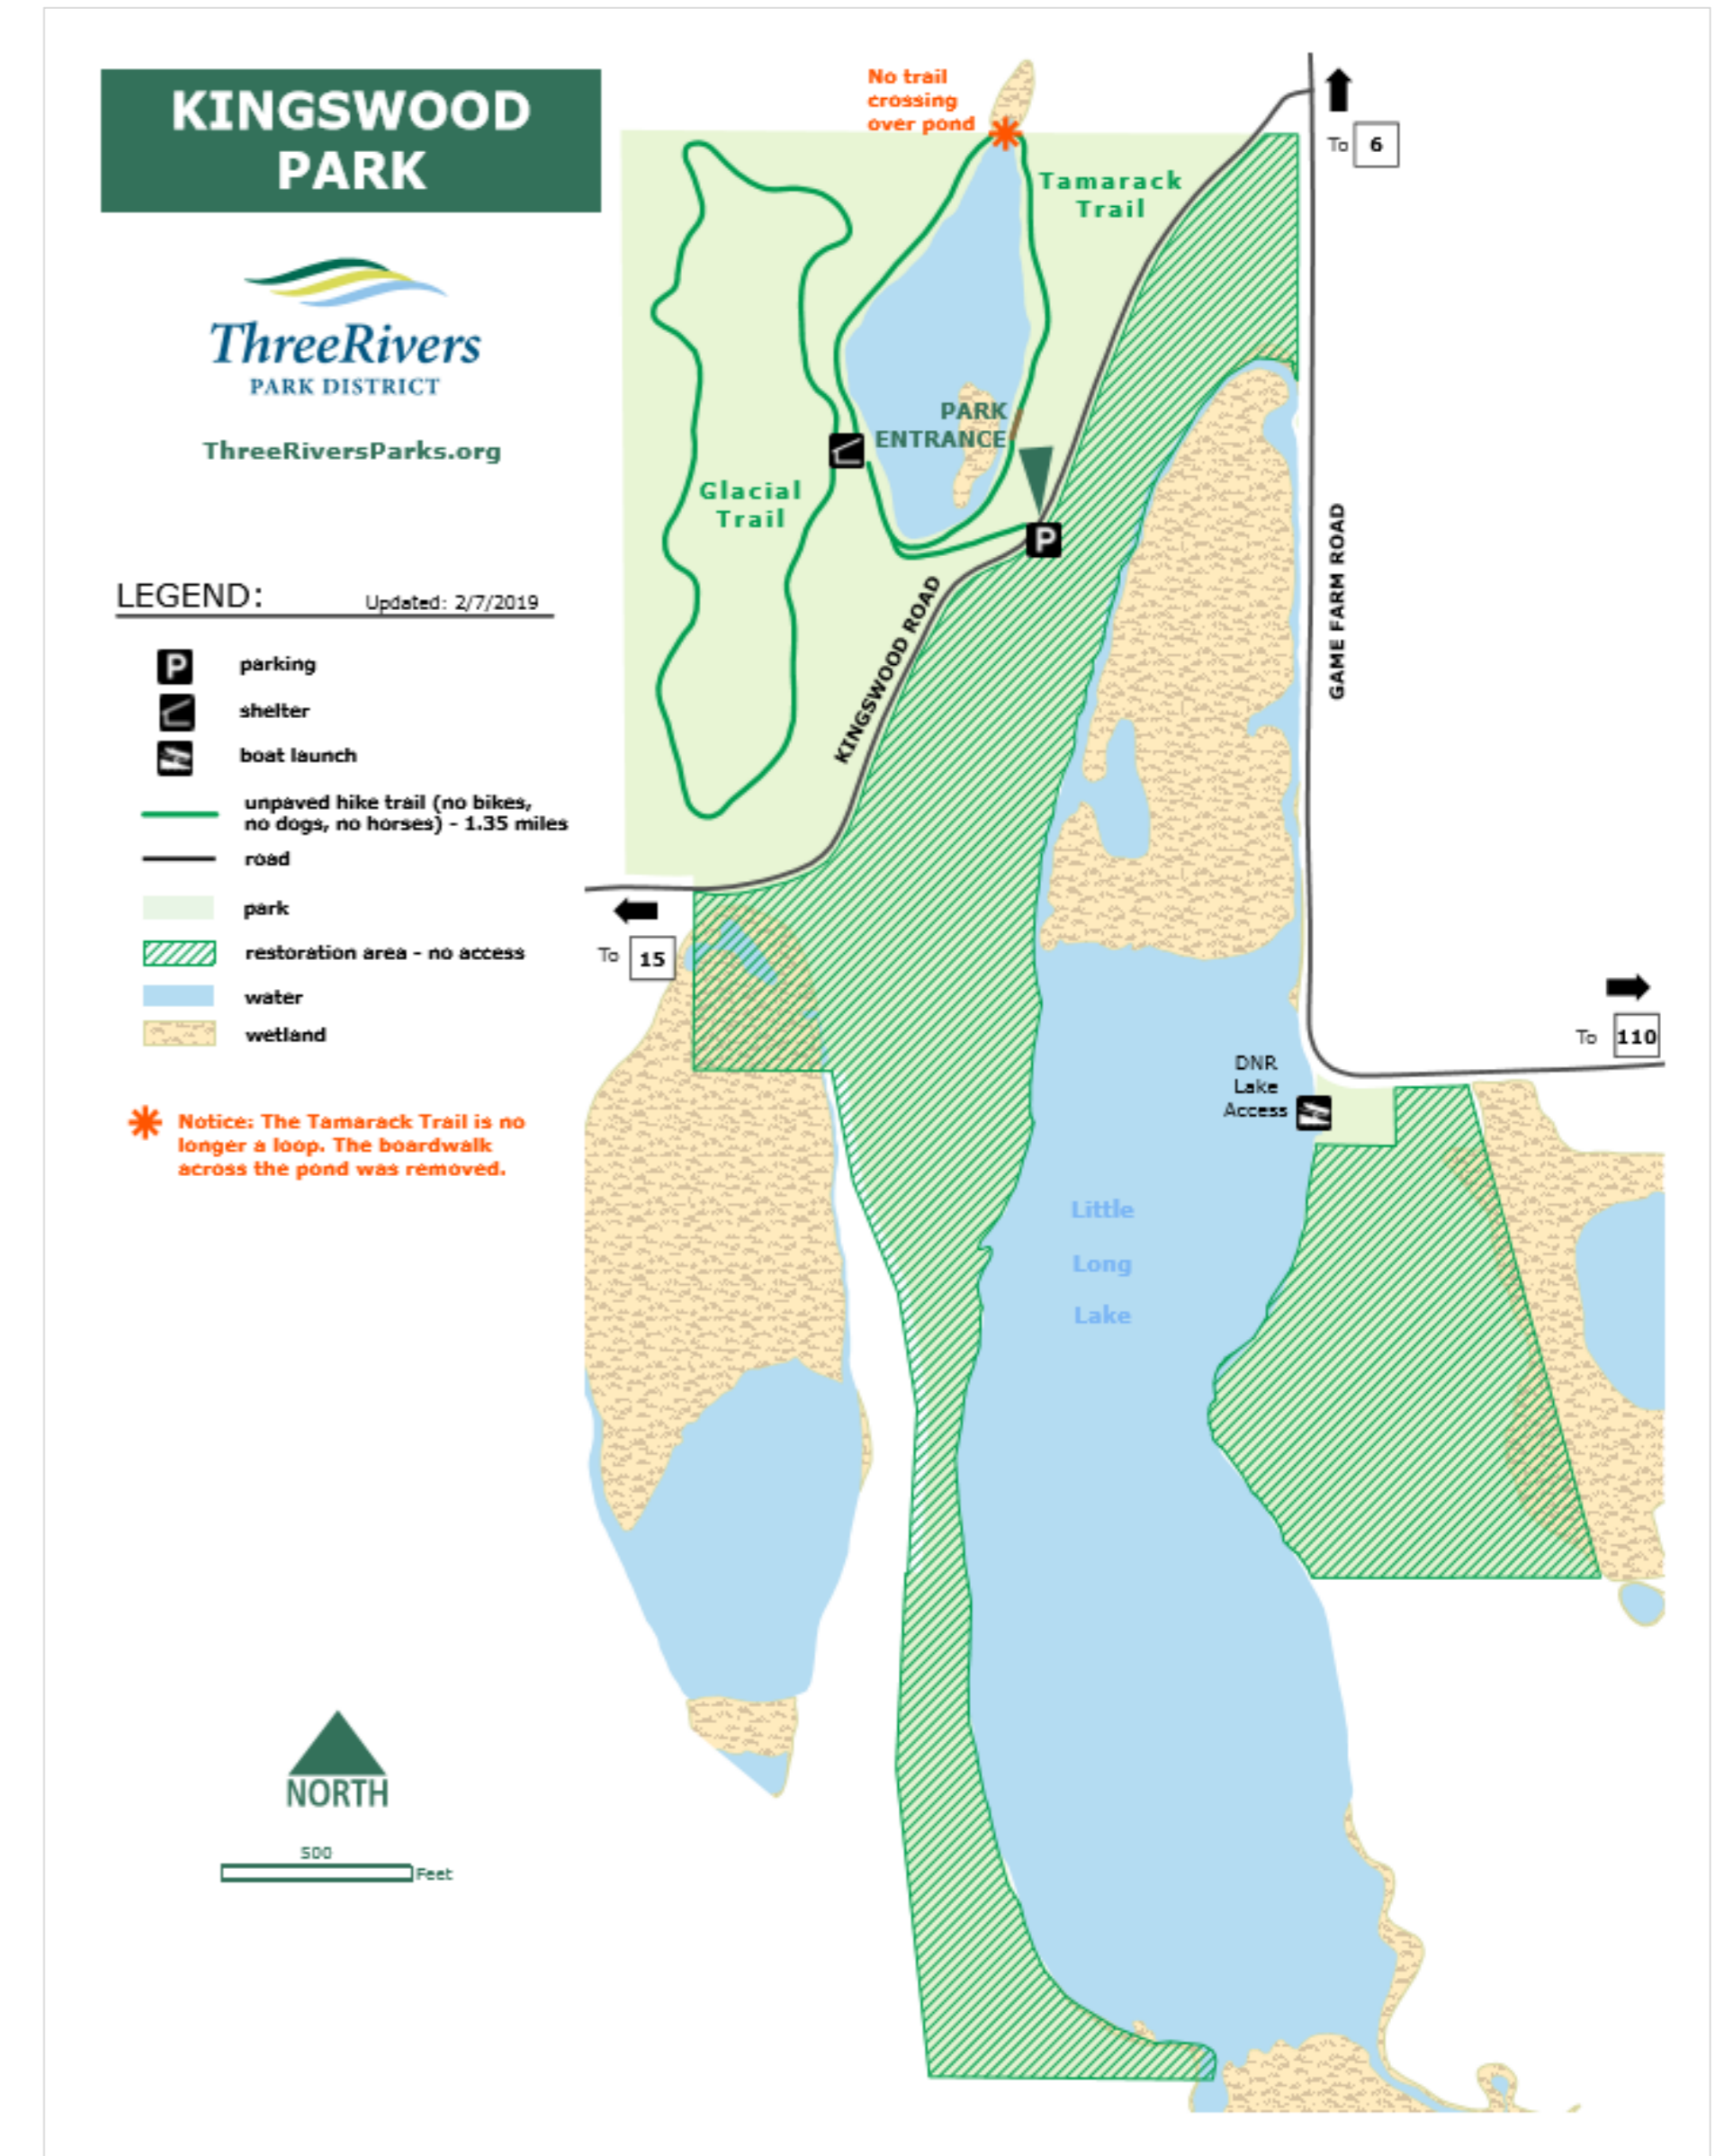 KINGSWOOD
PARK
ThreeRivers
PARK DISTRICT
ThreeRiversParks.org
LEGEND:
Updated: 2/7/2019
P
parking
shelter
boat launch
unpaved hike trail (no bikes,
no dogs, no horses) - 1.35 miles
road
park
restoration area - no access
water
wetland
Notice: The Tamarack Trail is no
longer a loop. The boardwalk
across the pond was removed.
NORTH
500
Feet
No trail
crossing
over pond
Tamarack
Trail
To 6
PARK
ENTRANCE
Glacial
Trail
P
KINGSWOOD ROAD
GAME FARM ROAD
To 15
To 110
DNR
Lake
Access
Little
Long
Lake